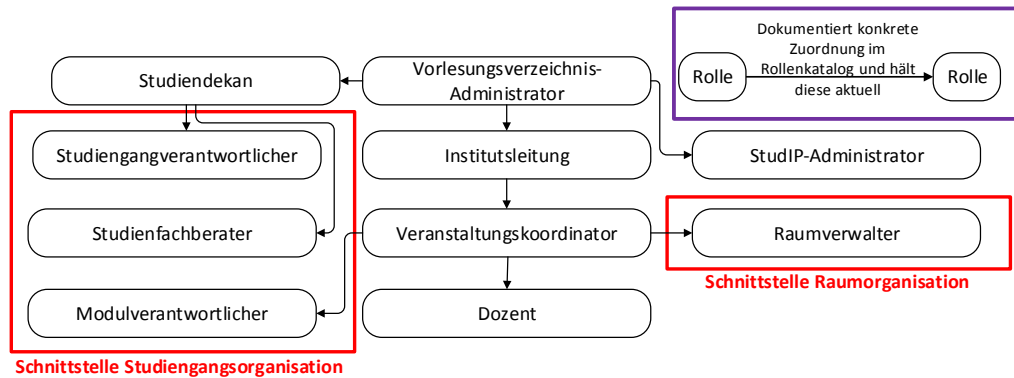 Dokumentiert konkrete
Zuordnung im
Rollenkatalog und hält
diese aktuell
Rolle
Rolle
Studiendekan
Vorlesungsverzeichnis-
Administrator
Studiengangverantwortlicher
Institutsleitung
StudIP-Administrator
Studienfachberater
Veranstaltungskoordinator
Raumverwalter
Schnittstelle Raumorganisation
Modulverantwortlicher
Dozent
Schnittstelle Studiengangsorganisation